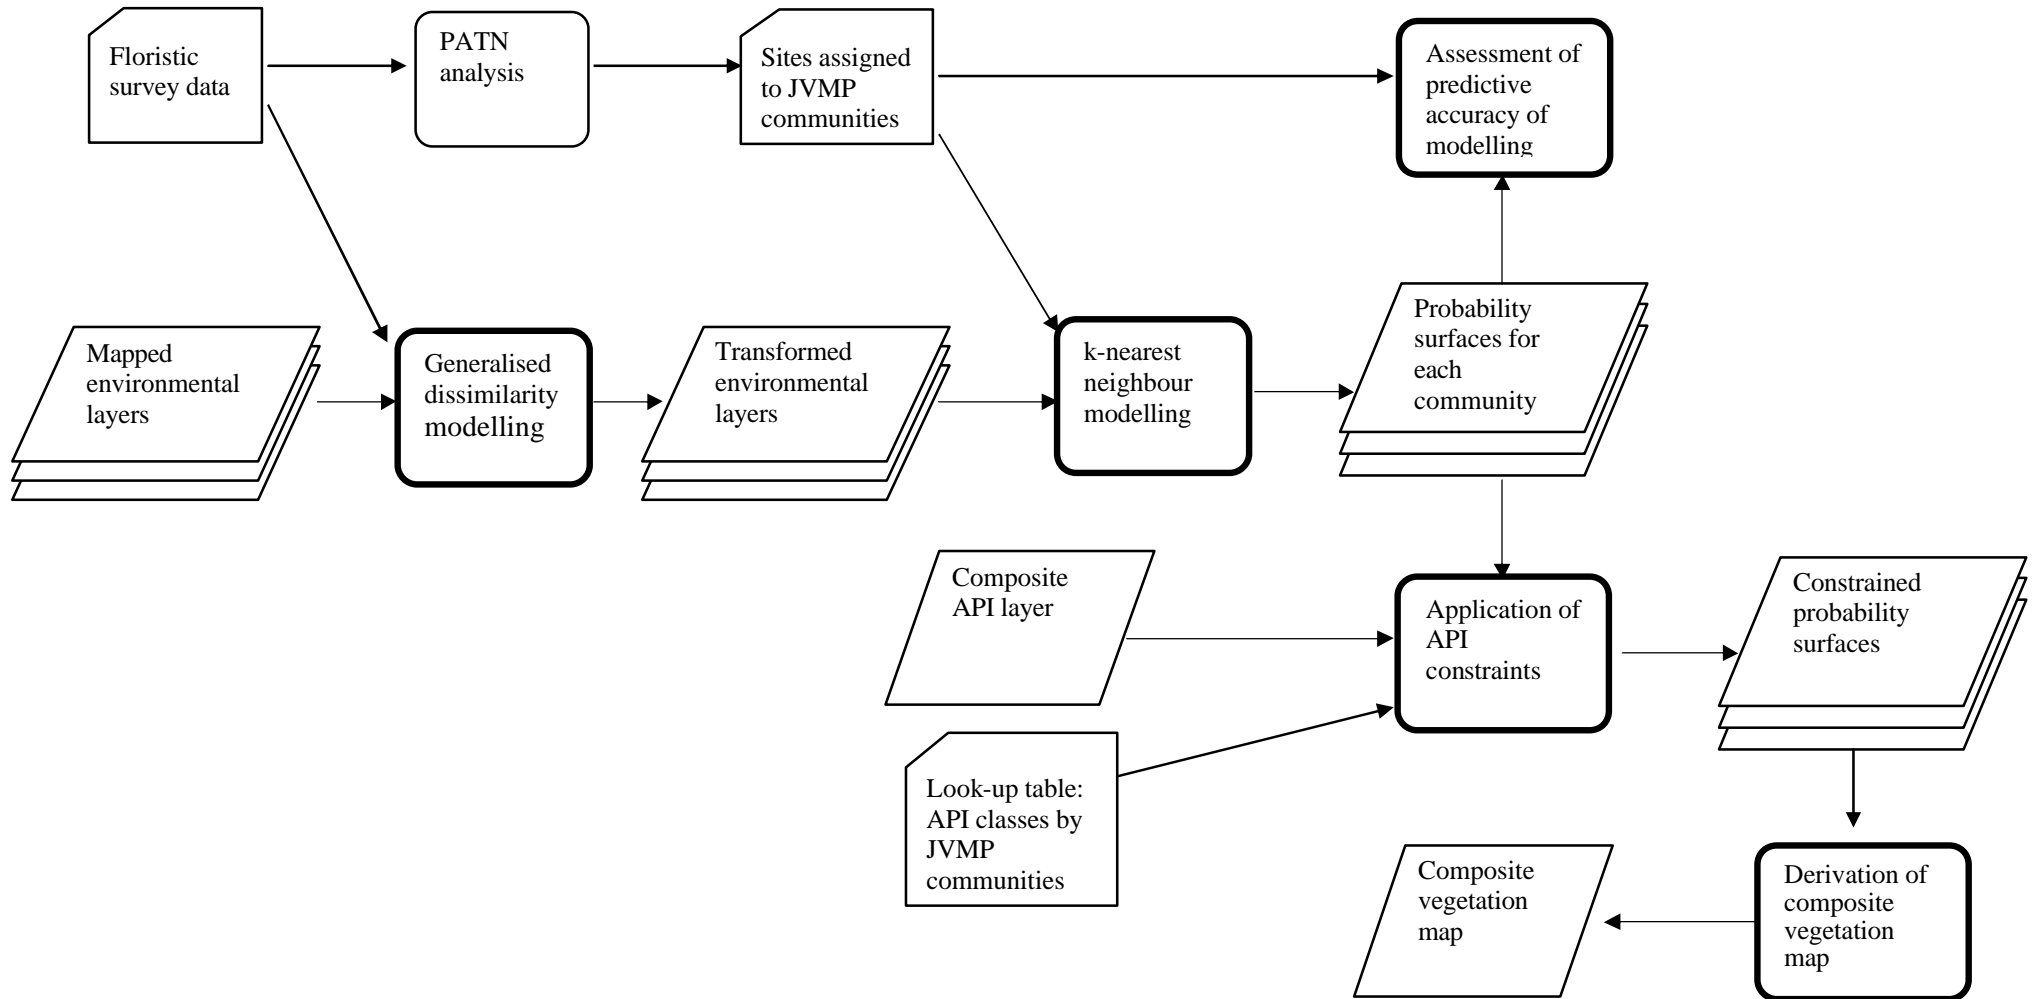 Floristic
survey data
PATN
analysis
Sites assigned
to JVMP
communities
Assessment of
predictive
accuracy of
modelling
Mapped
environmental
layers
Generalised
dissimilarity
modelling
Transformed
environmental
layers
k-nearest
neighbour
modelling
Probability
surfaces for
each
community
Composite
API layer
Application of
API
constraints
Constrained
probability
surfaces
Look-up table:
API classes by
JVMP
communities
Composite
vegetation
map
Derivation of
composite
vegetation
map